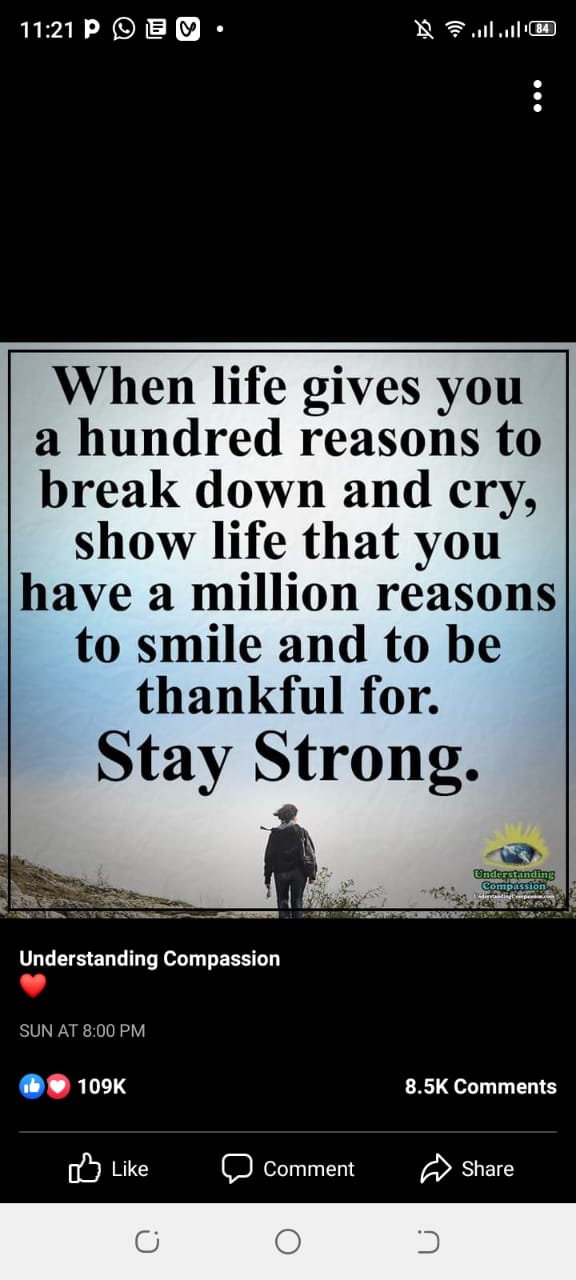 11:21
84
When life gives you
a hundred reasons to
break down and cry,
show life that you
have a million reasons
to smile and to be
thankful for.
Stay Strong.
Understanding
Compassion
UnderstandingCompassion.com
Understanding Compassion
SUN AT 8:00 PM
109K
8.5K Comments
Like
Comment
Share